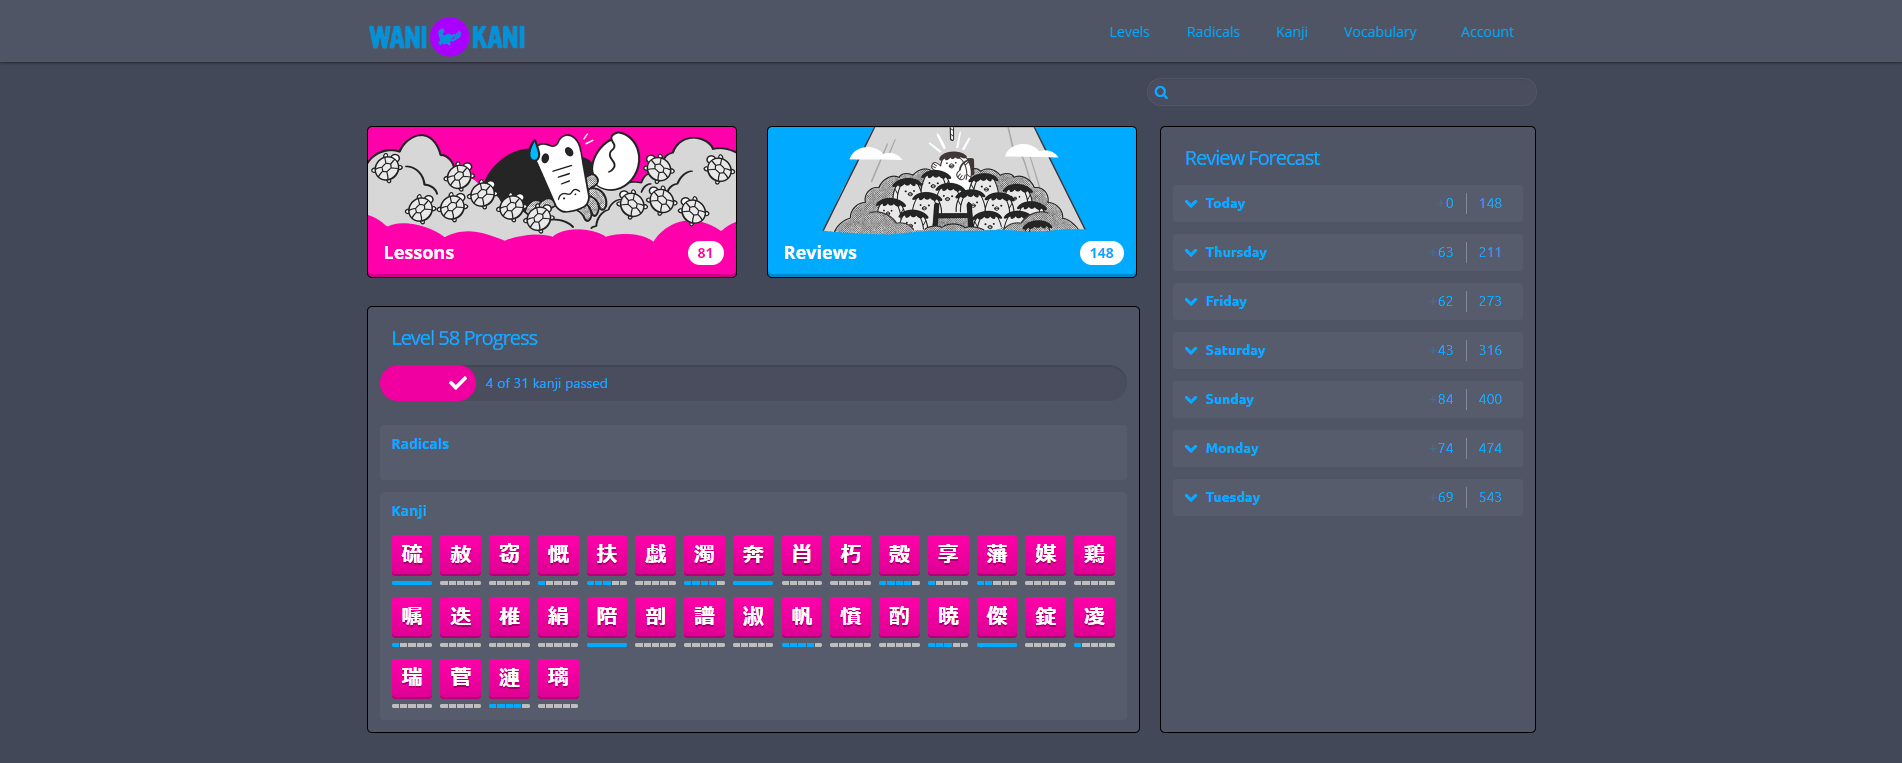 WANI KANI
Levels Radicals Kanji Vocabulary Account
Lessons 81
Reviews 148
Level 58 Progress
4 of 31 kanji passed
Radicals
Kanji
硫 赦 窃 慨 扶 戯 濁 奔 肖 朽 殻 享 藩 媒 鶏
嘱 迭 椎 絹 陪 剖 譜 淑 帆 憤 酌 暁 傑 錠 凌
瑞 菅 漣 璃
Review Forecast
Today +0 148
Thursday +63 211
Friday +62 273
Saturday +43 316
Sunday +84 400
Monday +74 474
Tuesday +69 543